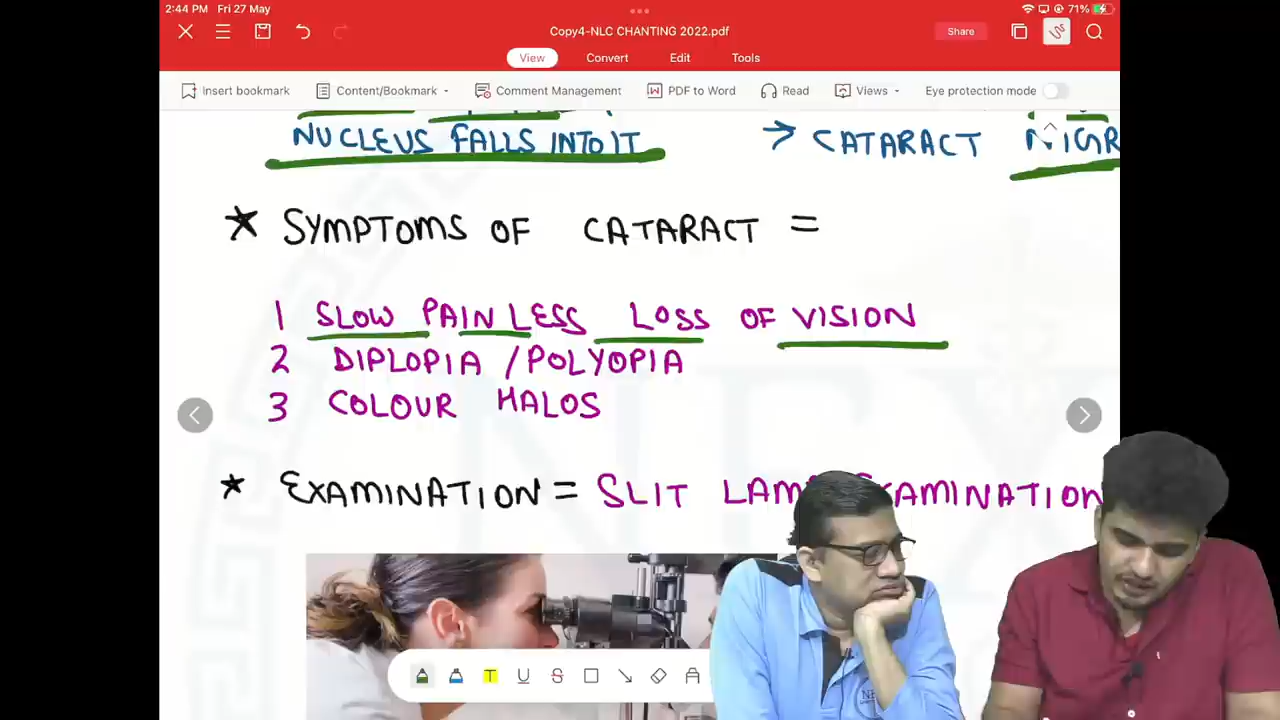 2:44 PM Fri 27 May
71%
Copy4-NLC CHANTING 2022.pdf
Share
View Convert Edit Tools
Insert bookmark Content/Bookmark Comment Management PDF to Word Read Views Eye protection mode
NUCLEUS FALLS INTO IT
→ CATARACT
* SYMPTOMS OF CATARACT =
1 SLOW PAINLESS LOSS OF VISION
2 DIPLOPIA / POLYOPIA
3 COLOUR HALOS
* EXAMINATION = SLIT LAMP EXAMINATION